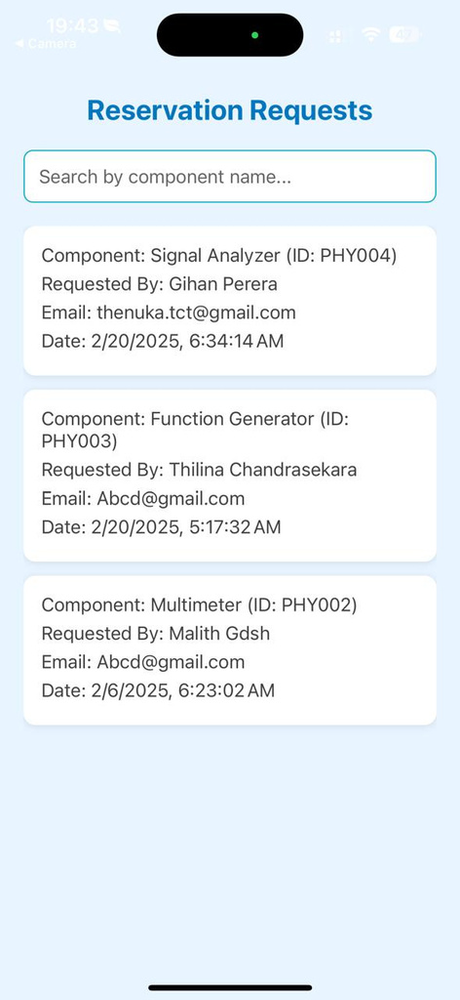 19:43
◀ Camera
47
Reservation Requests
Search by component name...
Component: Signal Analyzer (ID: PHY004)
Requested By: Gihan Perera
Email: thenuka.tct@gmail.com
Date: 2/20/2025, 6:34:14 AM
Component: Function Generator (ID:
PHY003)
Requested By: Thilina Chandrasekara
Email: Abcd@gmail.com
Date: 2/20/2025, 5:17:32 AM
Component: Multimeter (ID: PHY002)
Requested By: Malith Gdsh
Email: Abcd@gmail.com
Date: 2/6/2025, 6:23:02 AM